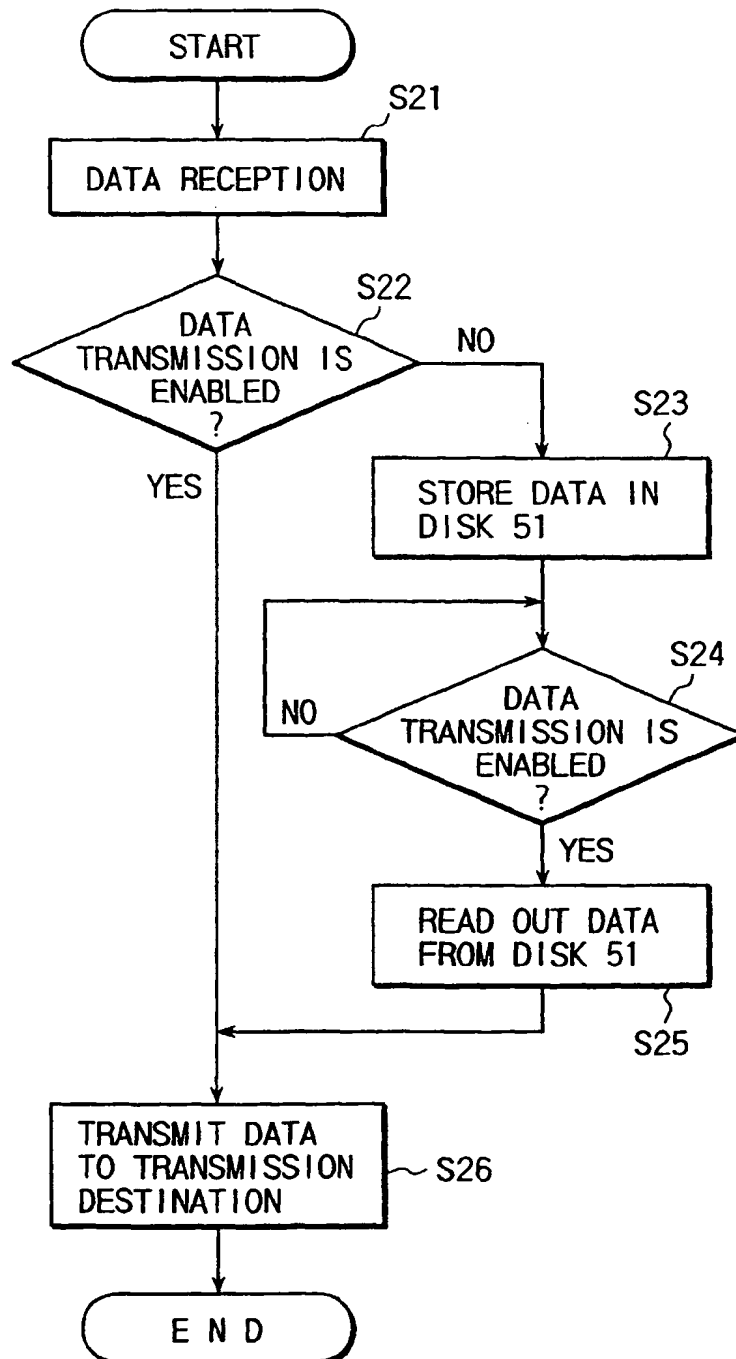 START
S21
DATA RECEPTION
S22
DATA
TRANSMISSION IS
ENABLED
?
NO
YES
S23
STORE DATA IN
DISK 51
S24
DATA
TRANSMISSION IS
ENABLED
?
NO
YES
READ OUT DATA
FROM DISK 51
S25
TRANSMIT DATA
TO TRANSMISSION
DESTINATION
S26
END